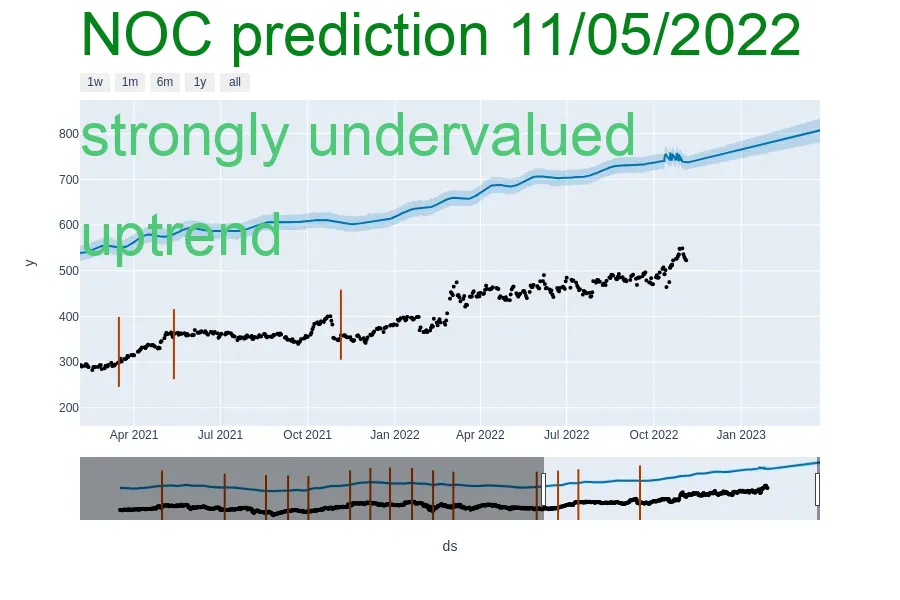 NOC prediction 11/05/2022
1w 1m 6m 1y all
strongly undervalued
uptrend
800
700
600
500
400
300
200
y
Apr 2021 Jul 2021 Oct 2021 Jan 2022 Apr 2022 Jul 2022 Oct 2022 Jan 2023
ds